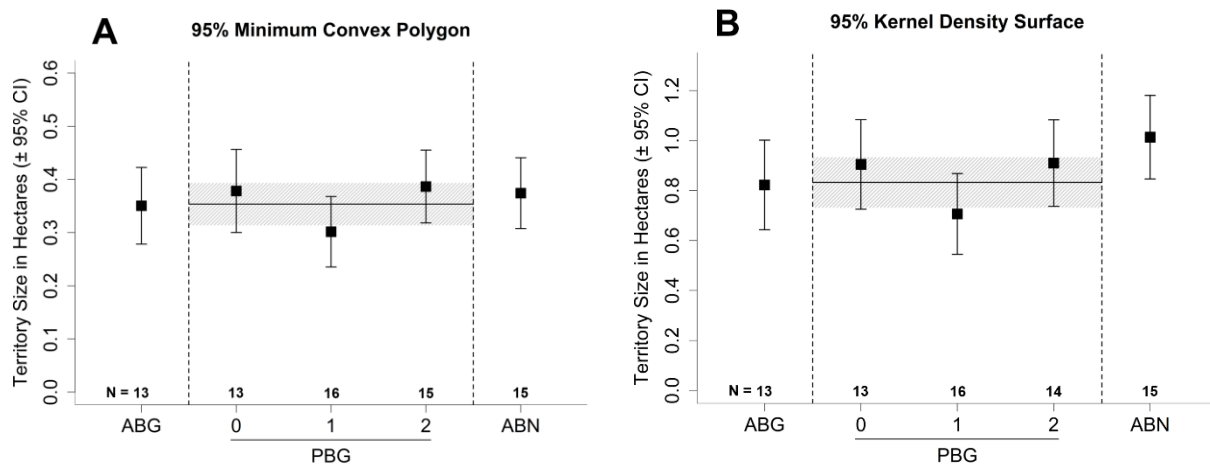 A
95% Minimum Convex Polygon
Territory Size in Hectares (± 95% CI)
0.6
0.5
0.4
0.3
0.2
0.1
0.0
N = 13 13 16 15 15
ABG 0 1 2 ABN
PBG
B
95% Kernel Density Surface
Territory Size in Hectares (± 95% CI)
1.2
1.0
0.8
0.6
0.4
0.2
0.0
N = 13 13 16 14 15
ABG 0 1 2 ABN
PBG